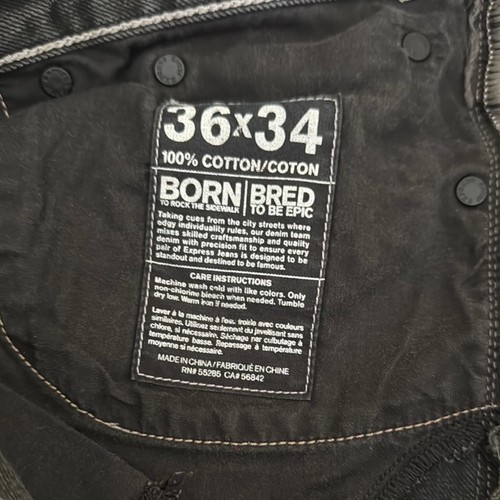 36x34
100% COTTON/COTON
BORN | BRED
TO ROCK THE SIDEWALK | TO BE EPIC
Taking cues from the city streets where
edgy individuality rules, our denim team
mixes skilled craftsmanship and quality
denim with precision fit to ensure every
pair of Express Jeans is designed to be
standout and destined to be famous.
CARE INSTRUCTIONS
Machine wash cold with like colors. Only
non-chlorine bleach when needed. Tumble
dry low. Warm iron if needed.
Laver à la machine à l'eau froide avec couleurs
similaires. Utilisez seulement du javelisant sans
chlore, si nécessaire. Séchage par culbutage à
température basse. Repassage à température
moyenne si nécessaire.
MADE IN CHINA / FABRIQUÉ EN CHINE
RN# 55285 CA# 56842